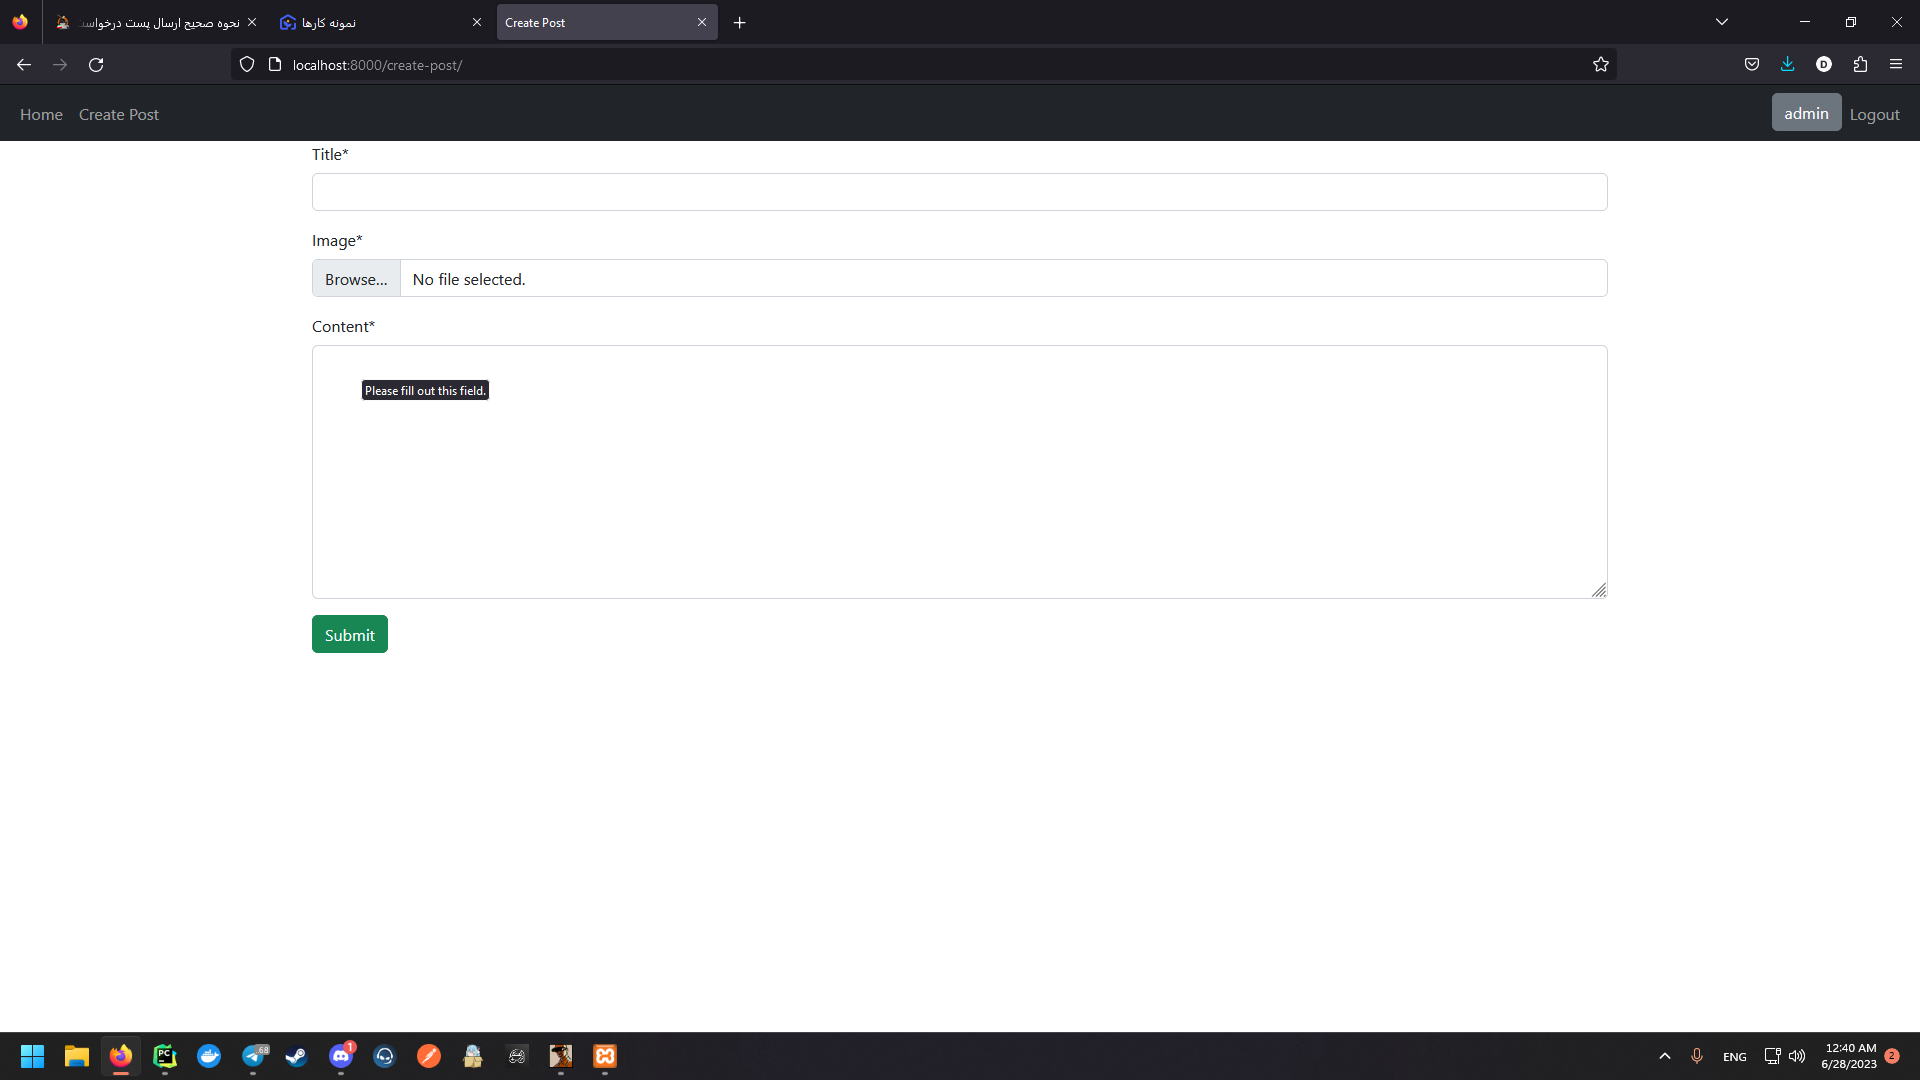 نحوه صحیح ارسال پست درخواست
نمونه کارها
Create Post
localhost:8000/create-post/
D
Home
Create Post
admin
Logout
Title*
Image*
Browse...
No file selected.
Content*
Please fill out this field.
Submit
PC
68
1
ENG
12:40 AM
6/28/2023
2